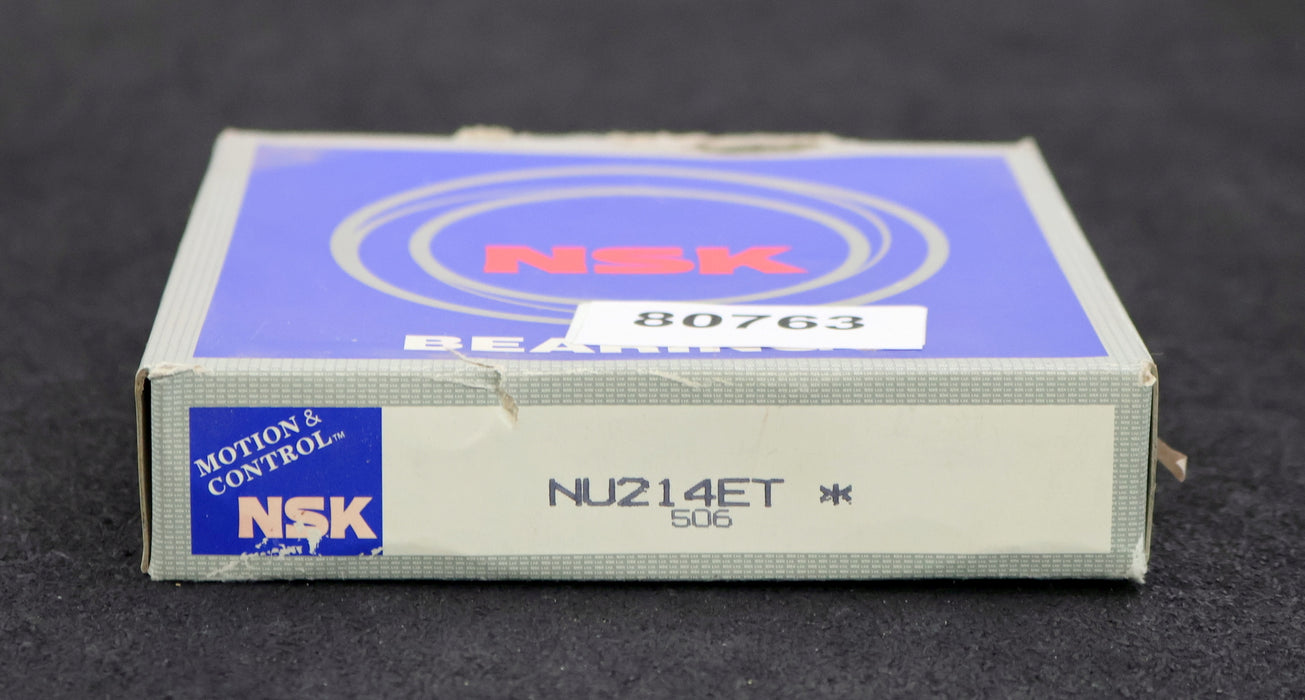 NSK
80763
MOTION &
CONTROL™
NSK
NU214ET *
506